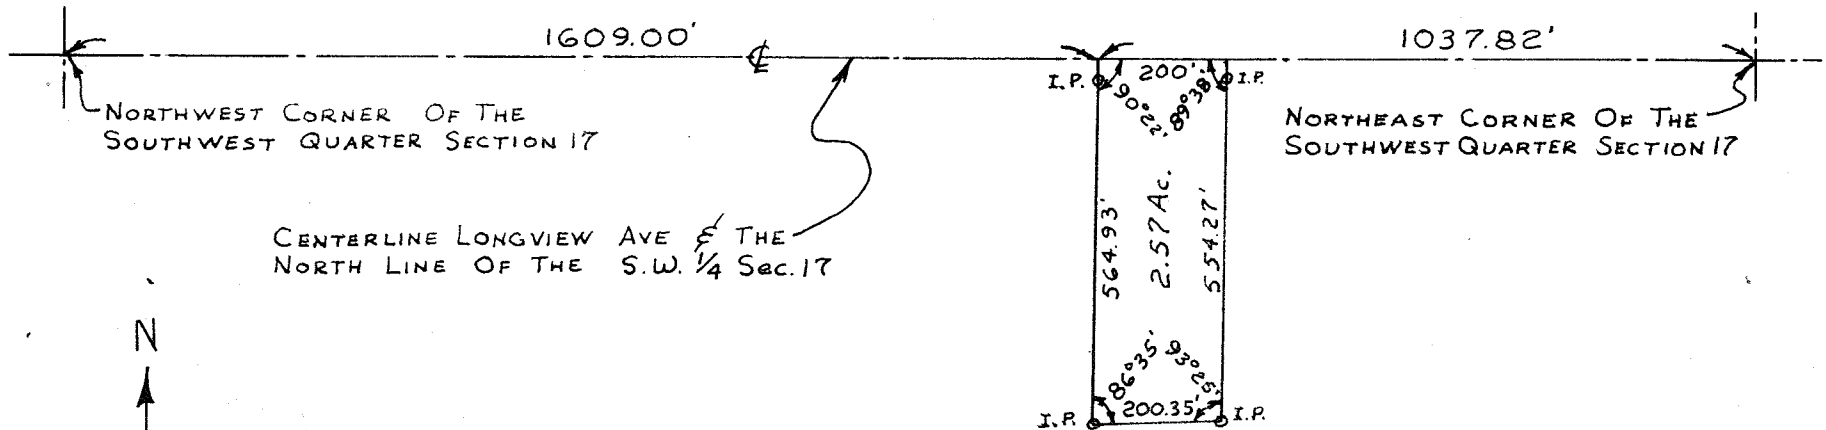 1609.00'
℄
1037.82'
I.P.
200'
I.P.
90°22'
89°38'
NORTHWEST CORNER OF THE
SOUTHWEST QUARTER SECTION 17
NORTHEAST CORNER OF THE
SOUTHWEST QUARTER SECTION 17
CENTERLINE LONGVIEW AVE & THE
NORTH LINE OF THE S.W. 1/4 Sec. 17
564.93'
2.57 Ac.
554.27'
N
86°35'
93°25'
I.P.
200.35'
I.P.